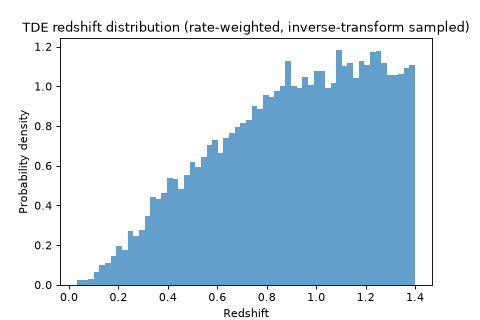 TDE redshift distribution (rate-weighted, inverse-transform sampled)
1.2
1.0
0.8
0.6
0.4
0.2
0.0
Probability density
0.0 0.2 0.4 0.6 0.8 1.0 1.2 1.4
Redshift